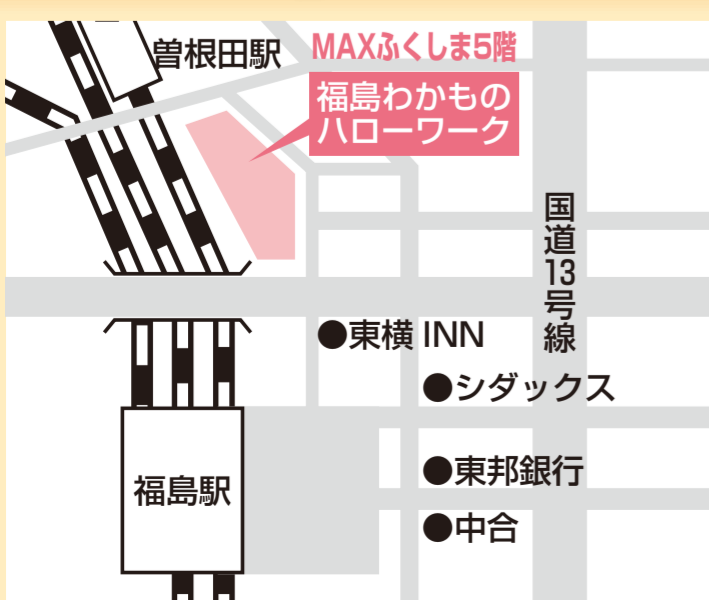 曽根田駅
MAXふくしま5階
福島わかもの
ハローワーク
国道13号線
●東横 INN
●シダックス
●東邦銀行
福島駅
●中合